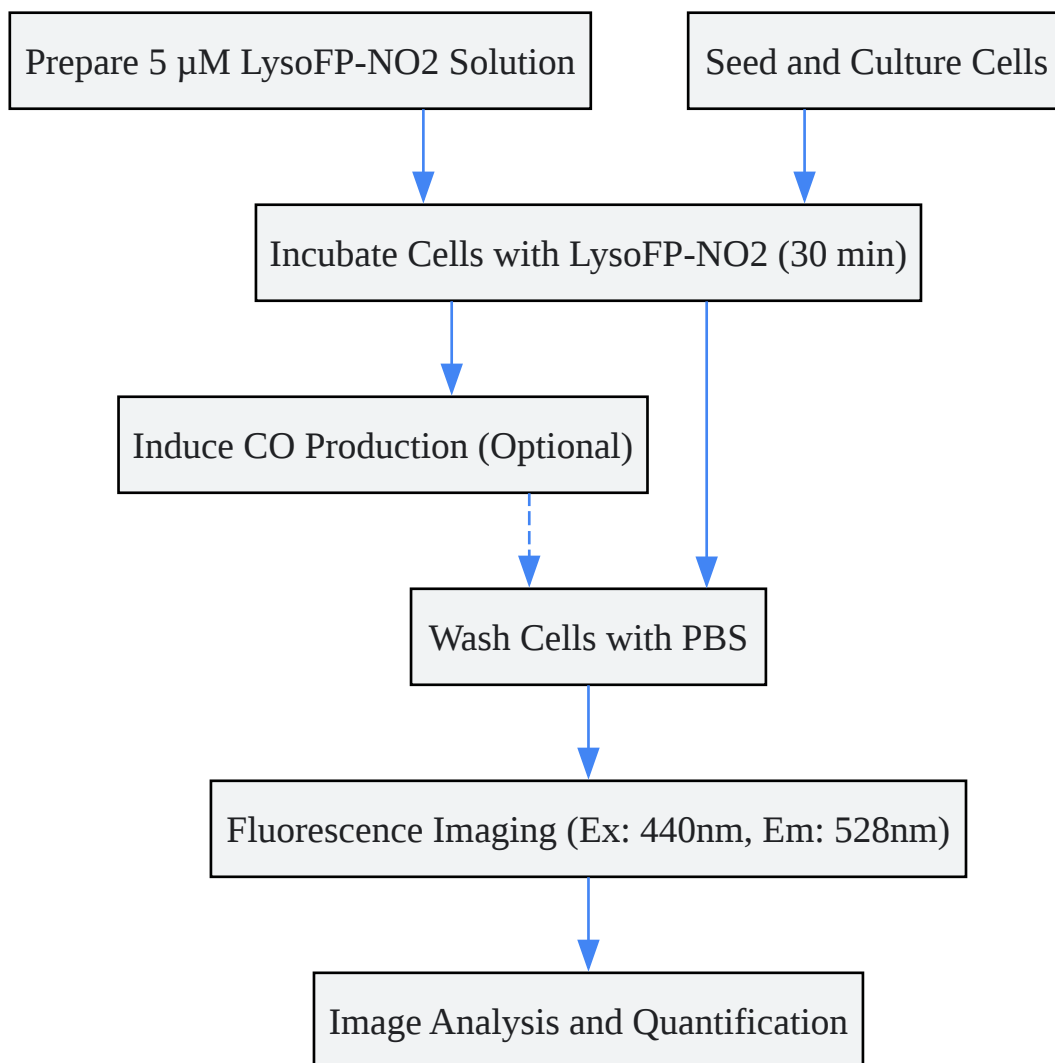 Prepare 5 µM LysoFP-NO2 Solution
Seed and Culture Cells
Incubate Cells with LysoFP-NO2 (30 min)
Induce CO Production (Optional)
Wash Cells with PBS
Fluorescence Imaging (Ex: 440nm, Em: 528nm)
Image Analysis and Quantification